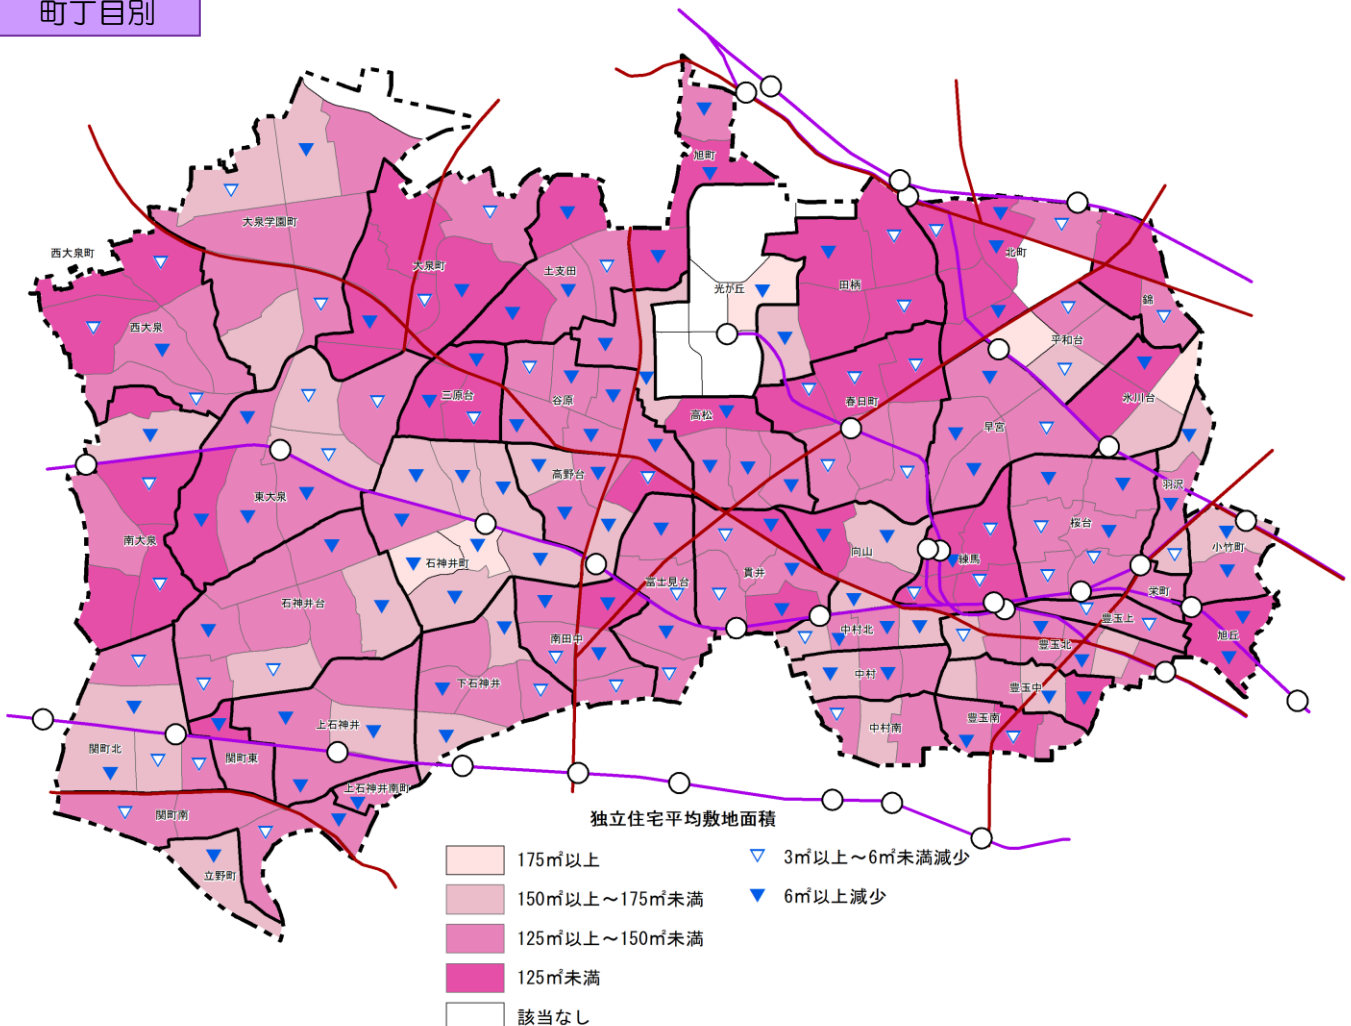 町丁目別
旭町
大泉学園町
西大泉町
大泉町
土支田
光が丘
田柄
北町
錦
西大泉
平和台
三原台
谷原
高松
春日町
氷川台
早宮
東大泉
高野台
羽沢
南大泉
石神井町
向山
練馬
桜台
小竹町
石神井台
富士見台
貫井
栄町
南田中
中村北
豊玉上
旭丘
豊玉北
下石神井
中村
豊玉中
上石神井
中村南
豊玉南
関町北
関町東
上石神井南町
関町南
立野町
独立住宅平均敷地面積
175㎡以上
150㎡以上～175㎡未満
125㎡以上～150㎡未満
125㎡未満
該当なし
3㎡以上～6㎡未満減少
6㎡以上減少